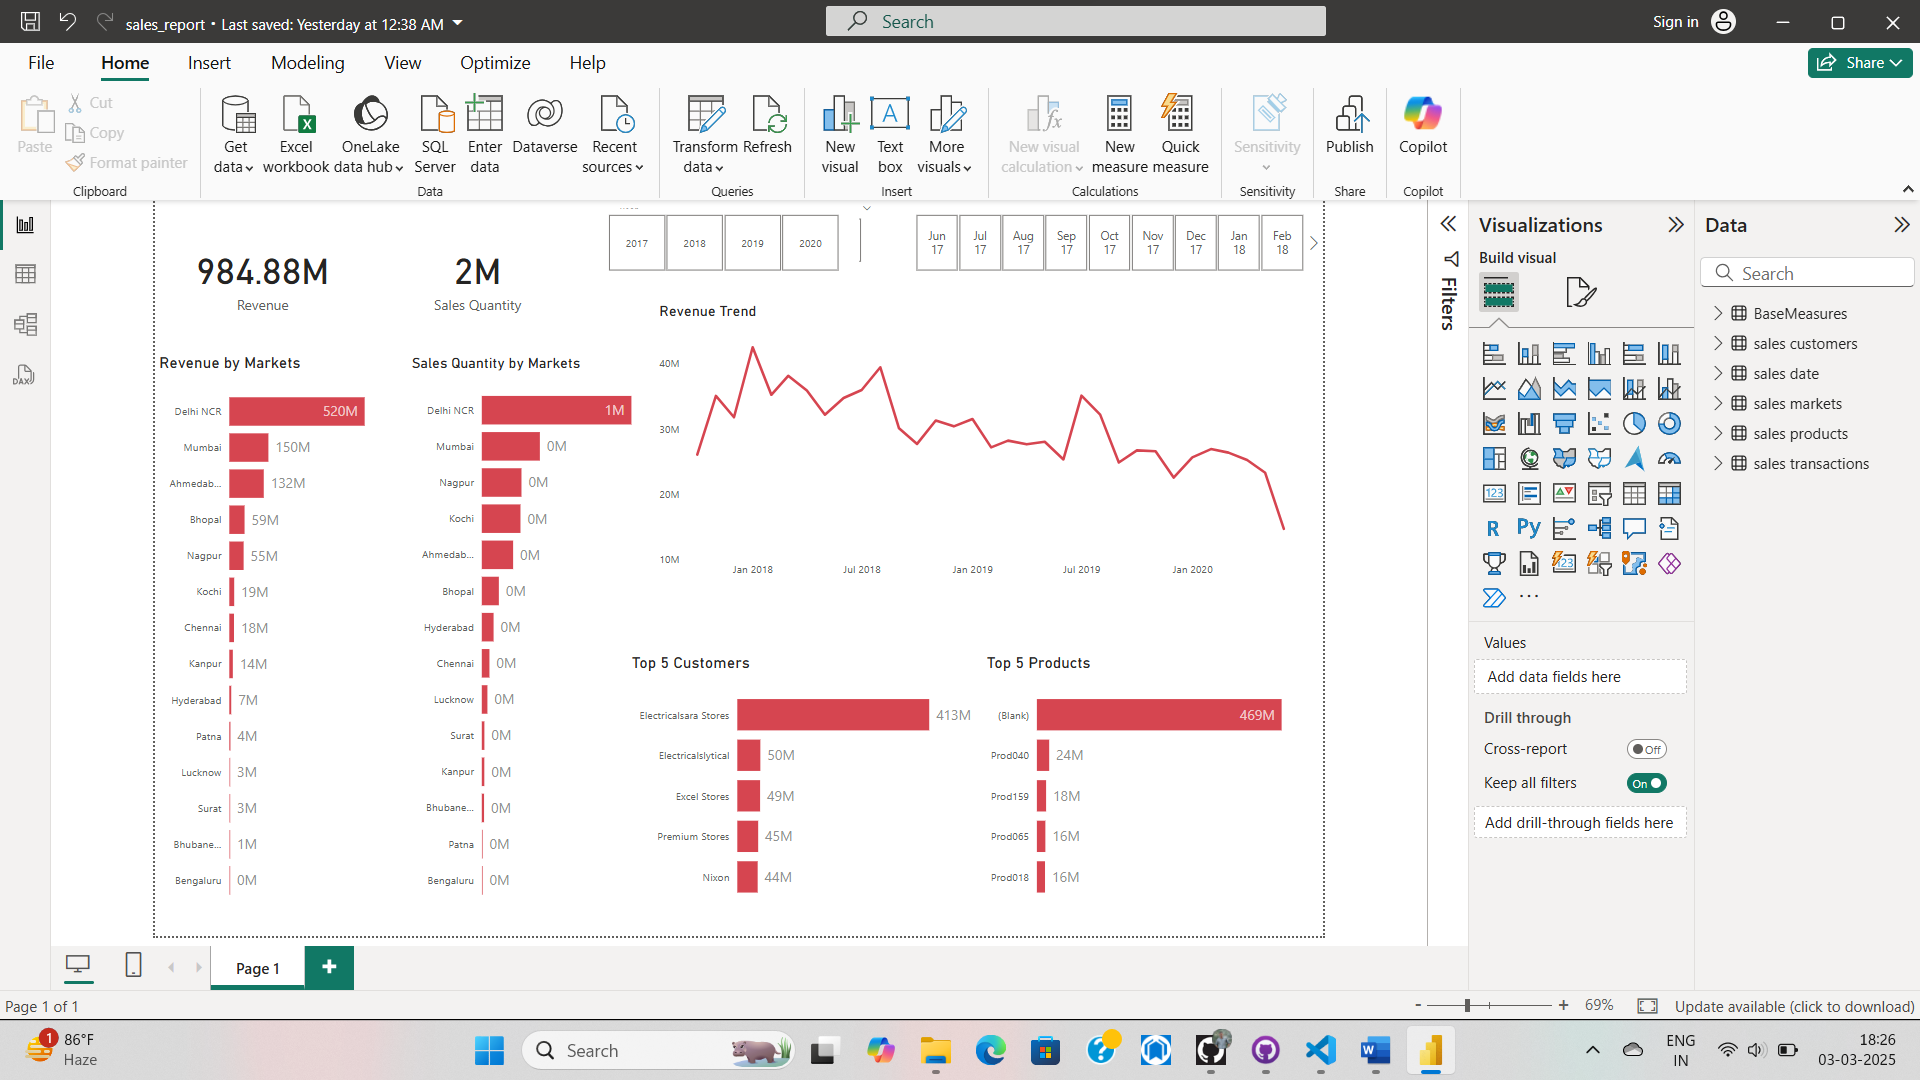 sales_report • Last saved: Yesterday at 12:38 AM
Search
Sign in
File
Home
Insert
Modeling
View
Optimize
Help
Share
Paste
Cut
Copy
Format painter
Clipboard
Get data
Excel workbook
OneLake data hub
SQL Server
Enter data
Dataverse
Recent sources
Data
Transform data
Refresh
Queries
New visual
Text box
More visuals
Insert
New visual calculation
New measure
Quick measure
Calculations
Sensitivity
Sensitivity
Publish
Share
Copilot
Copilot
2017
2018
2019
2020
Jun 17
Jul 17
Aug 17
Sep 17
Oct 17
Nov 17
Dec 17
Jan 18
Feb 18
984.88M
Revenue
2M
Sales Quantity
Revenue by Markets
Delhi NCR 520M
Mumbai 150M
Ahmedab... 132M
Bhopal 59M
Nagpur 55M
Kochi 19M
Chennai 18M
Kanpur 14M
Hyderabad 7M
Patna 4M
Lucknow 3M
Surat 3M
Bhubane... 1M
Bengaluru 0M
Sales Quantity by Markets
Delhi NCR 1M
Mumbai 0M
Nagpur 0M
Kochi 0M
Ahmedab... 0M
Bhopal 0M
Hyderabad 0M
Chennai 0M
Lucknow 0M
Surat 0M
Kanpur 0M
Bhubane... 0M
Patna 0M
Bengaluru 0M
Revenue Trend
40M
30M
20M
10M
Jan 2018
Jul 2018
Jan 2019
Jul 2019
Jan 2020
Top 5 Customers
Electricalsara Stores 413M
Electricalslytical 50M
Excel Stores 49M
Premium Stores 45M
Nixon 44M
Top 5 Products
(Blank) 469M
Prod040 24M
Prod159 18M
Prod065 16M
Prod018 16M
Filters
Visualizations
Build visual
Values
Add data fields here
Drill through
Cross-report Off
Keep all filters On
Add drill-through fields here
Data
Search
BaseMeasures
sales customers
sales date
sales markets
sales products
sales transactions
Page 1
Page 1 of 1
- + 69%
Update available (click to download)
1
86°F
Haze
Search
ENG
IN
18:26
03-03-2025